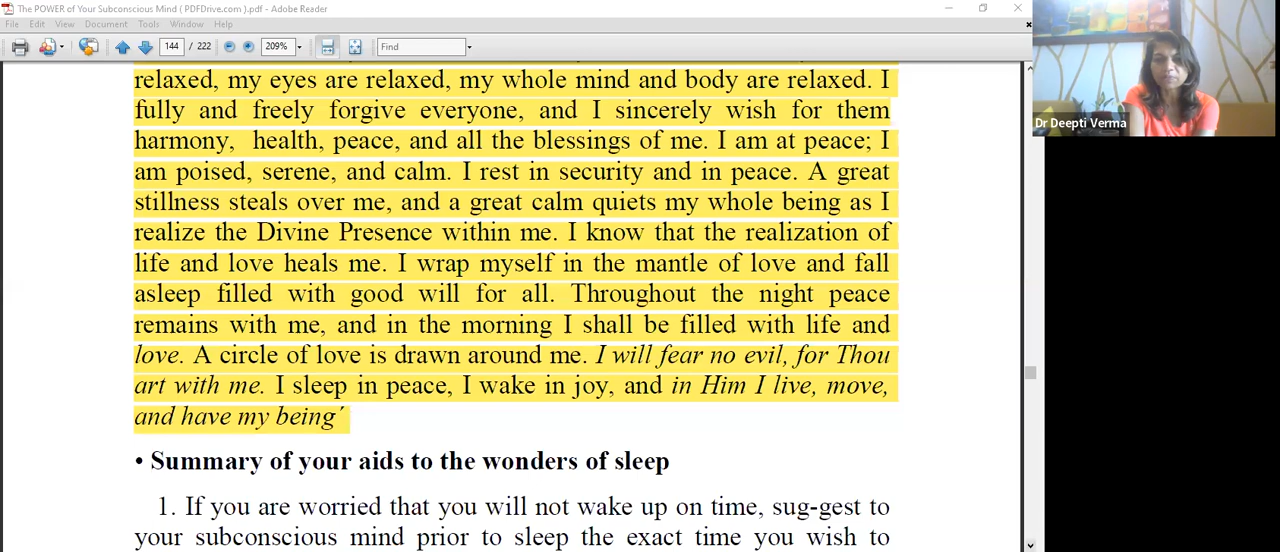 The POWER of Your Subconscious Mind ( PDFDrive.com ).pdf - Adobe Reader
File Edit View Document Tools Window Help
144 / 222 209% Find
relaxed, my eyes are relaxed, my whole mind and body are relaxed. I
fully and freely forgive everyone, and I sincerely wish for them
harmony, health, peace, and all the blessings of me. I am at peace; I
am poised, serene, and calm. I rest in security and in peace. A great
stillness steals over me, and a great calm quiets my whole being as I
realize the Divine Presence within me. I know that the realization of
life and love heals me. I wrap myself in the mantle of love and fall
asleep filled with good will for all. Throughout the night peace
remains with me, and in the morning I shall be filled with life and
love. A circle of love is drawn around me. I will fear no evil, for Thou
art with me. I sleep in peace, I wake in joy, and in Him I live, move,
and have my being´
• Summary of your aids to the wonders of sleep
1. If you are worried that you will not wake up on time, sug-gest to
your subconscious mind prior to sleep the exact time you wish to
Dr Deepti Verma